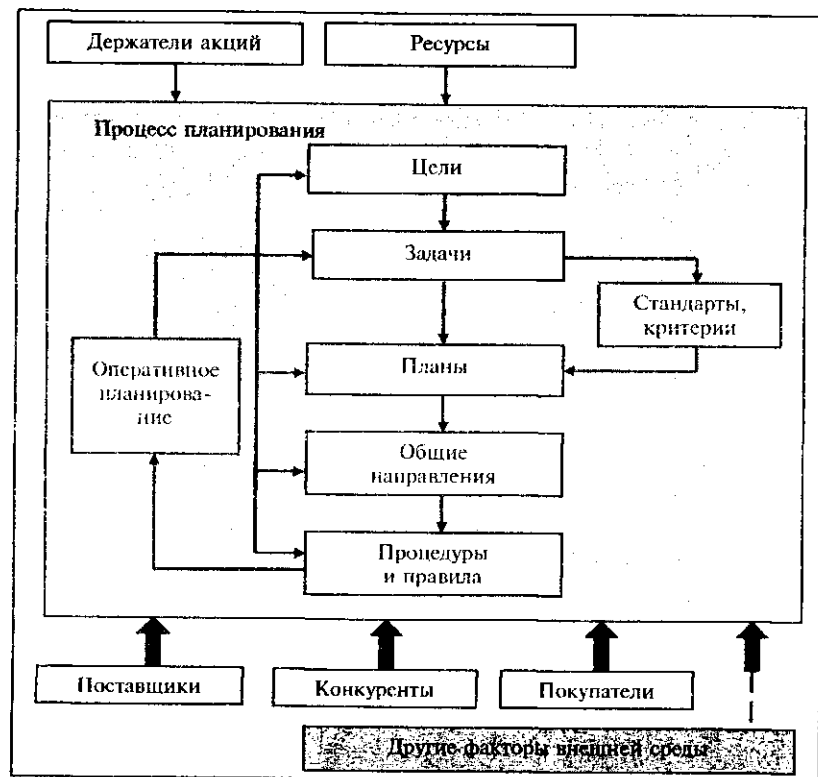 Держатели акций
Ресурсы
Процесс планирования
Цели
Задачи
Стандарты,
критерии
Оперативное
планирова-
ние
Планы
Общие
направления
Процедуры
и правила
Поставщики
Конкуренты
Покупатели
Другие факторы внешней среды